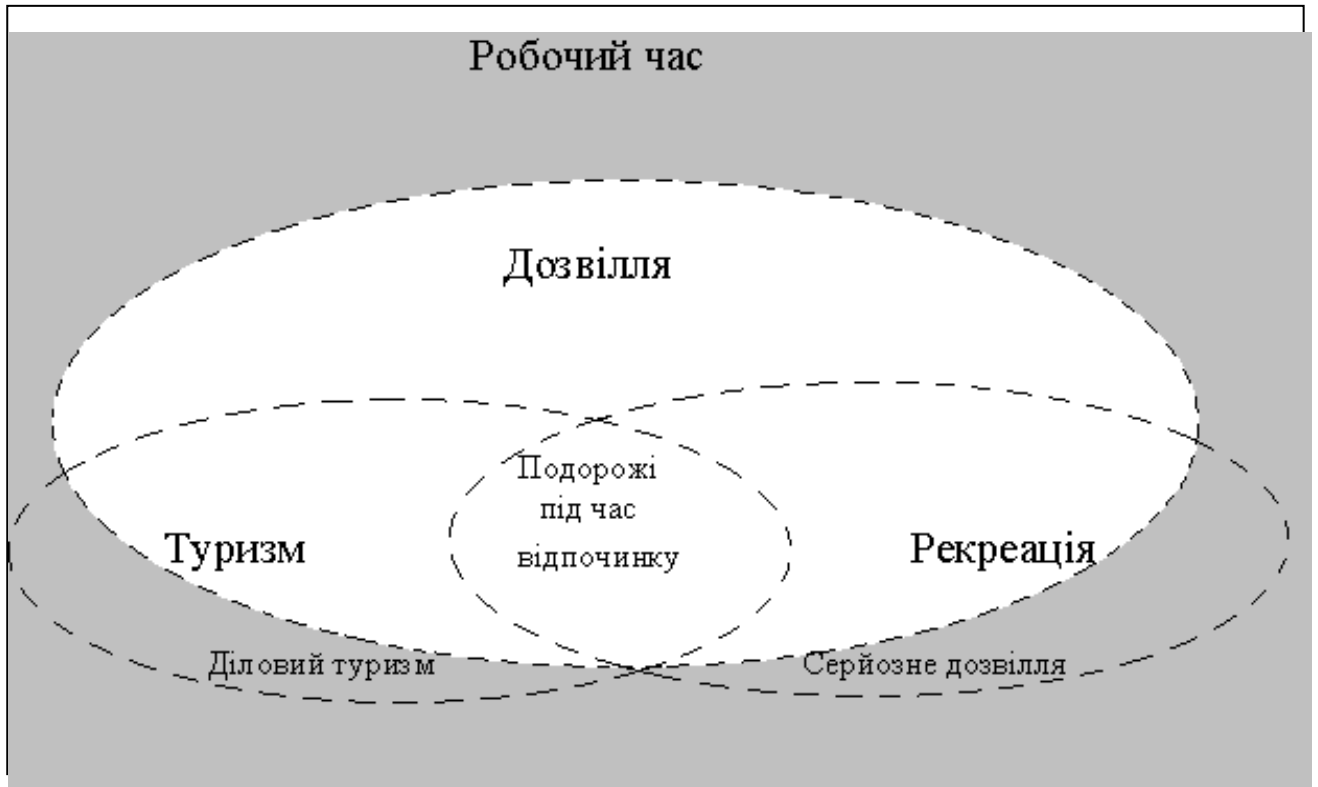 Робочий час
Дозвілля
Подорожі
під час
відпочинку
Туризм
Рекреація
Діловий туризм
Серйозне дозвілля